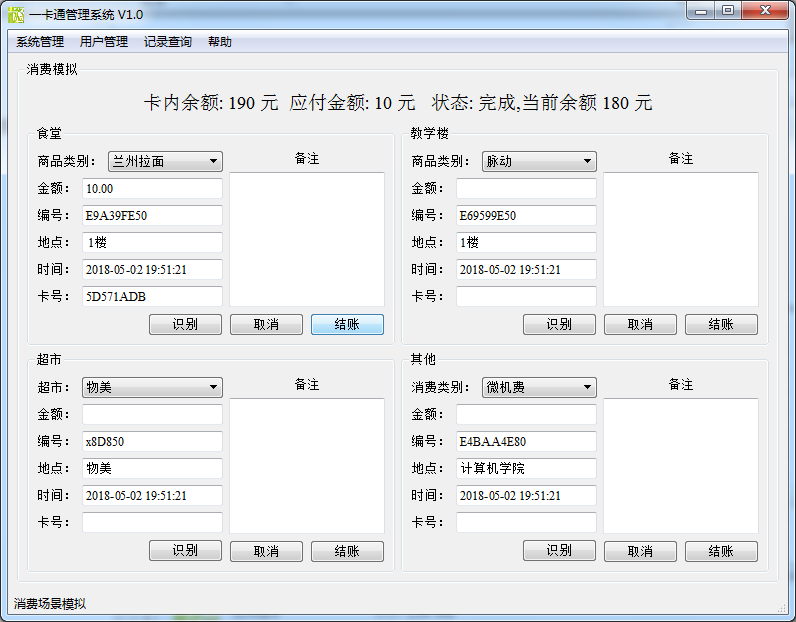 一卡通管理系统 V1.0
系统管理 用户管理 记录查询 帮助
消费模拟
卡内余额: 190 元 应付金额: 10 元 状态: 完成,当前余额 180 元
食堂
商品类别： 兰州拉面 备注
金额： 10.00
编号： E9A39FE50
地点： 1楼
时间： 2018-05-02 19:51:21
卡号： 5D571ADB
识别 取消 结账
教学楼
商品类别： 脉动 备注
金额：
编号： E69599E50
地点： 1楼
时间： 2018-05-02 19:51:21
卡号：
识别 取消 结账
超市
超市： 物美 备注
金额：
编号： x8D850
地点： 物美
时间： 2018-05-02 19:51:21
卡号：
识别 取消 结账
其他
消费类别： 微机费 备注
金额：
编号： E4BAA4E80
地点： 计算机学院
时间： 2018-05-02 19:51:21
卡号：
识别 取消 结账
消费场景模拟